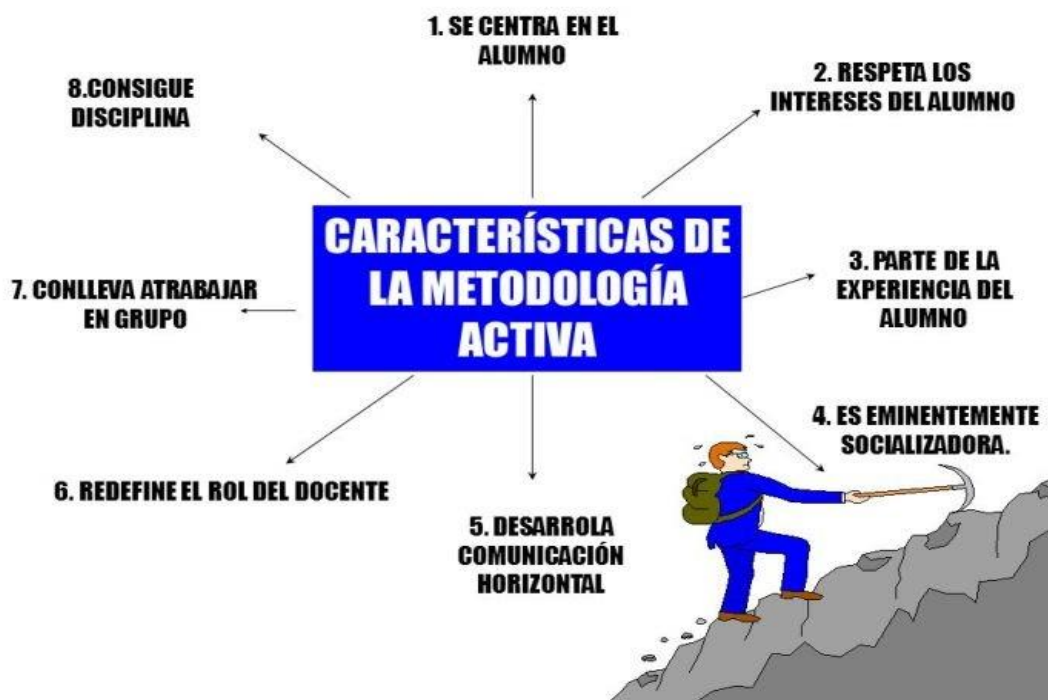 CARACTERÍSTICAS DE
LA METODOLOGÍA
ACTIVA
1. SE CENTRA EN EL
ALUMNO
2. RESPETA LOS
INTERESES DEL ALUMNO
3. PARTE DE LA
EXPERIENCIA DEL
ALUMNO
4. ES EMINENTEMENTE
SOCIALIZADORA.
5. DESARROLA
COMUNICACIÓN
HORIZONTAL
6. REDEFINE EL ROL DEL DOCENTE
7. CONLLEVA ATRABAJAR
EN GRUPO
8.CONSIGUE
DISCIPLINA